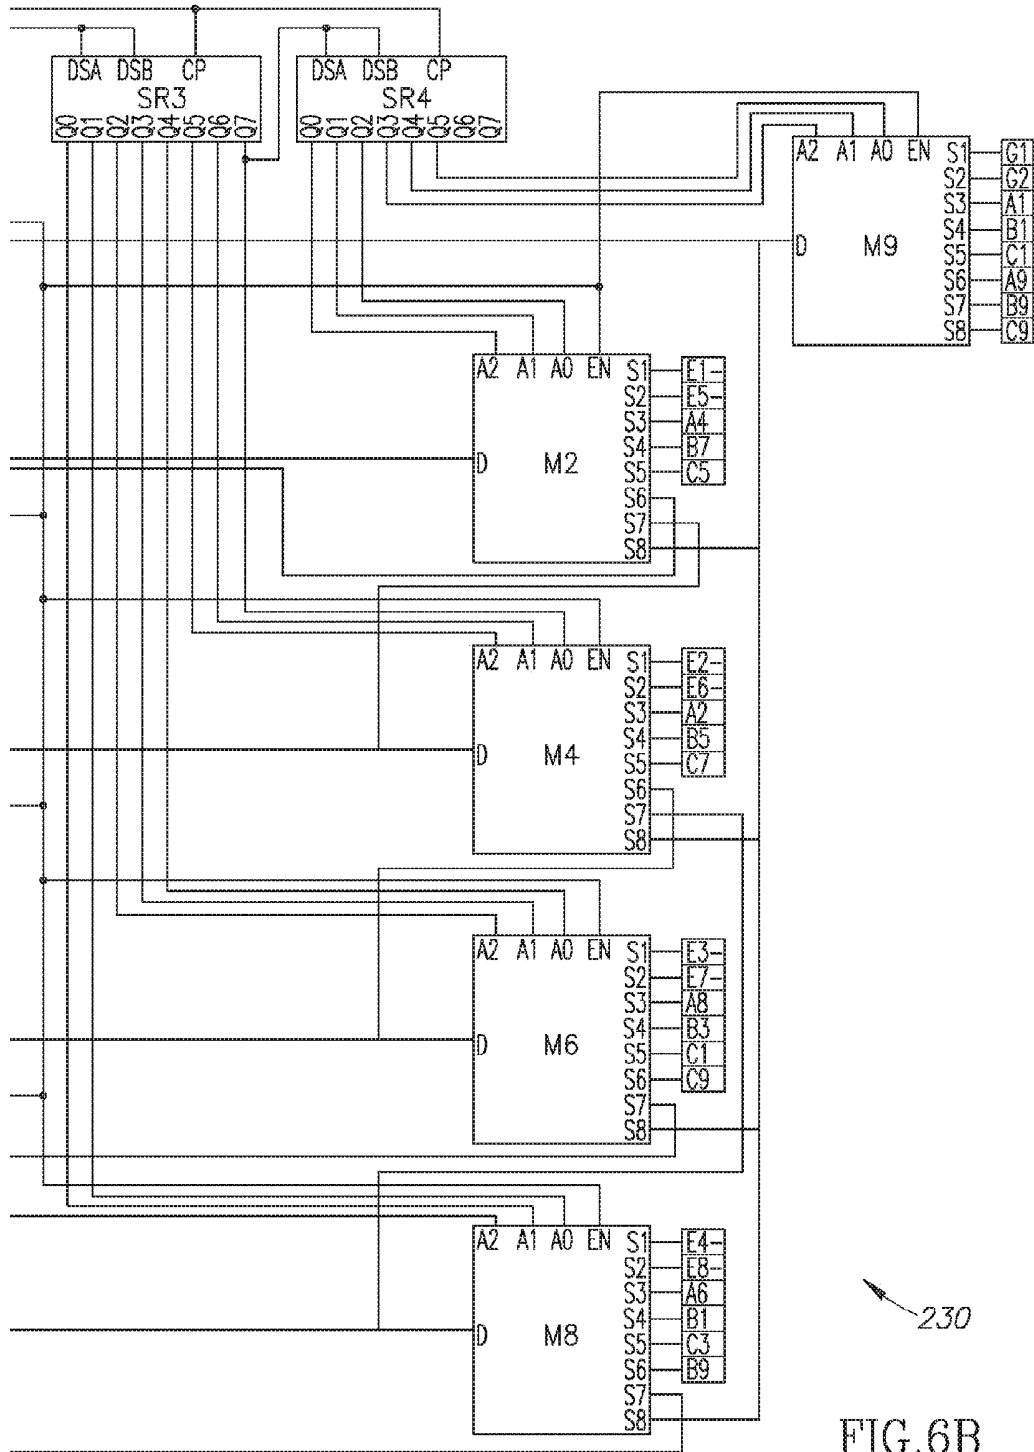 DSA DSB CP
SR3
Q0 Q1 Q2 Q3 Q4 Q5 Q6 Q7
DSA DSB CP
SR4
Q0 Q1 Q2 Q3 Q4 Q5 Q6 Q7
A2 A1 A0 EN
D M9
S1 G1
S2 G2
S3 A1
S4 B1
S5 C1
S6 A9
S7 B9
S8 C9
A2 A1 A0 EN
D M2
S1 E1-
S2 E5-
S3 A4
S4 B7
S5 C5
S6
S7
S8
A2 A1 A0 EN
D M4
S1 E2-
S2 E6-
S3 A2
S4 B5
S5 C7
S6
S7
S8
A2 A1 A0 EN
D M6
S1 E3-
S2 E7-
S3 A8
S4 B3
S5 C1
S6 C9
S7
S8
A2 A1 A0 EN
D M8
S1 E4-
S2 E8-
S3 A6
S4 B1
S5 C3
S6 B9
S7
S8
230
FIG.6B